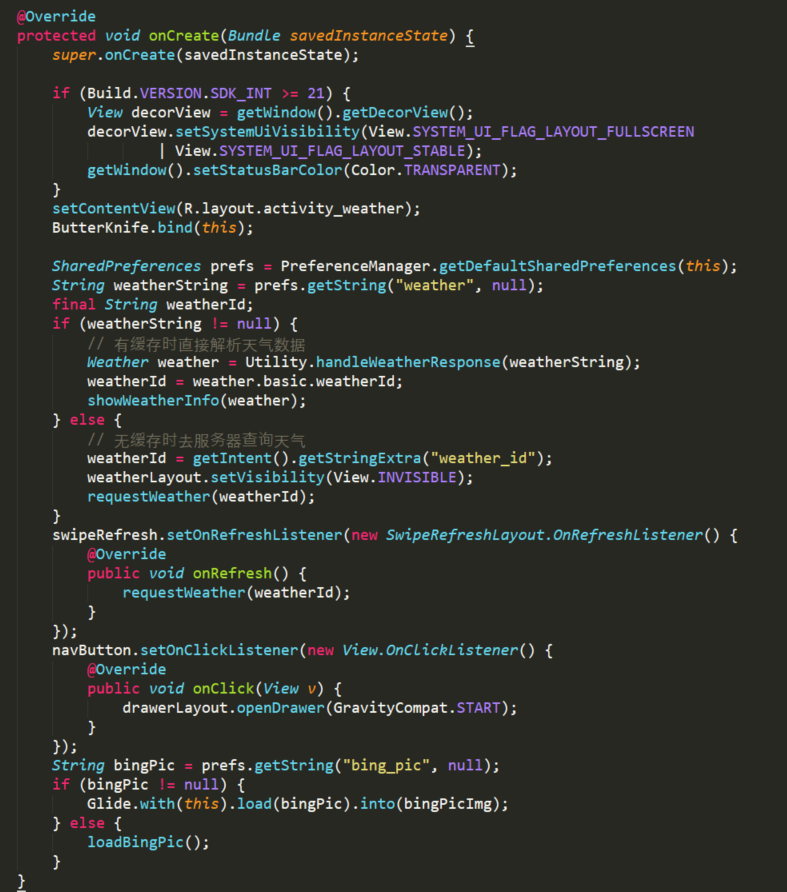 @Override
protected void onCreate(Bundle savedInstanceState) {
    super.onCreate(savedInstanceState);

    if (Build.VERSION.SDK_INT >= 21) {
        View decorView = getWindow().getDecorView();
        decorView.setSystemUiVisibility(View.SYSTEM_UI_FLAG_LAYOUT_FULLSCREEN
                | View.SYSTEM_UI_FLAG_LAYOUT_STABLE);
        getWindow().setStatusBarColor(Color.TRANSPARENT);
    }
    setContentView(R.layout.activity_weather);
    ButterKnife.bind(this);

    SharedPreferences prefs = PreferenceManager.getDefaultSharedPreferences(this);
    String weatherString = prefs.getString("weather", null);
    final String weatherId;
    if (weatherString != null) {
        // 有缓存时直接解析天气数据
        Weather weather = Utility.handleWeatherResponse(weatherString);
        weatherId = weather.basic.weatherId;
        showWeatherInfo(weather);
    } else {
        // 无缓存时去服务器查询天气
        weatherId = getIntent().getStringExtra("weather_id");
        weatherLayout.setVisibility(View.INVISIBLE);
        requestWeather(weatherId);
    }
    swipeRefresh.setOnRefreshListener(new SwipeRefreshLayout.OnRefreshListener() {
        @Override
        public void onRefresh() {
            requestWeather(weatherId);
        }
    });
    navButton.setOnClickListener(new View.OnClickListener() {
        @Override
        public void onClick(View v) {
            drawerLayout.openDrawer(GravityCompat.START);
        }
    });
    String bingPic = prefs.getString("bing_pic", null);
    if (bingPic != null) {
        Glide.with(this).load(bingPic).into(bingPicImg);
    } else {
        loadBingPic();
    }
}